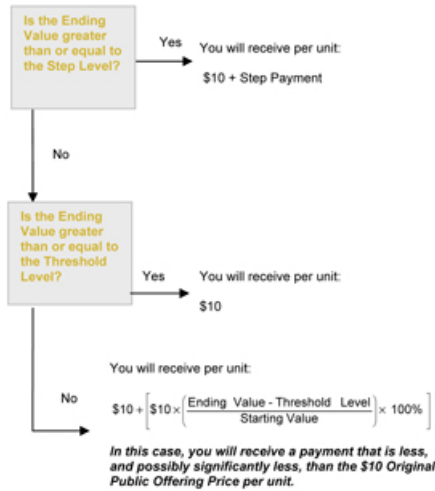 Is the Ending
Value greater
than or equal to
the Step Level?
Yes
You will receive per unit:
$10 + Step Payment
No
Is the Ending
Value greater
than or equal to
the Threshold
Level?
Yes
You will receive per unit:
$10
No
You will receive per unit:
$10 + [$10 × (Ending Value - Threshold Level / Starting Value) × 100%]
In this case, you will receive a payment that is less,
and possibly significantly less, than the $10 Original
Public Offering Price per unit.